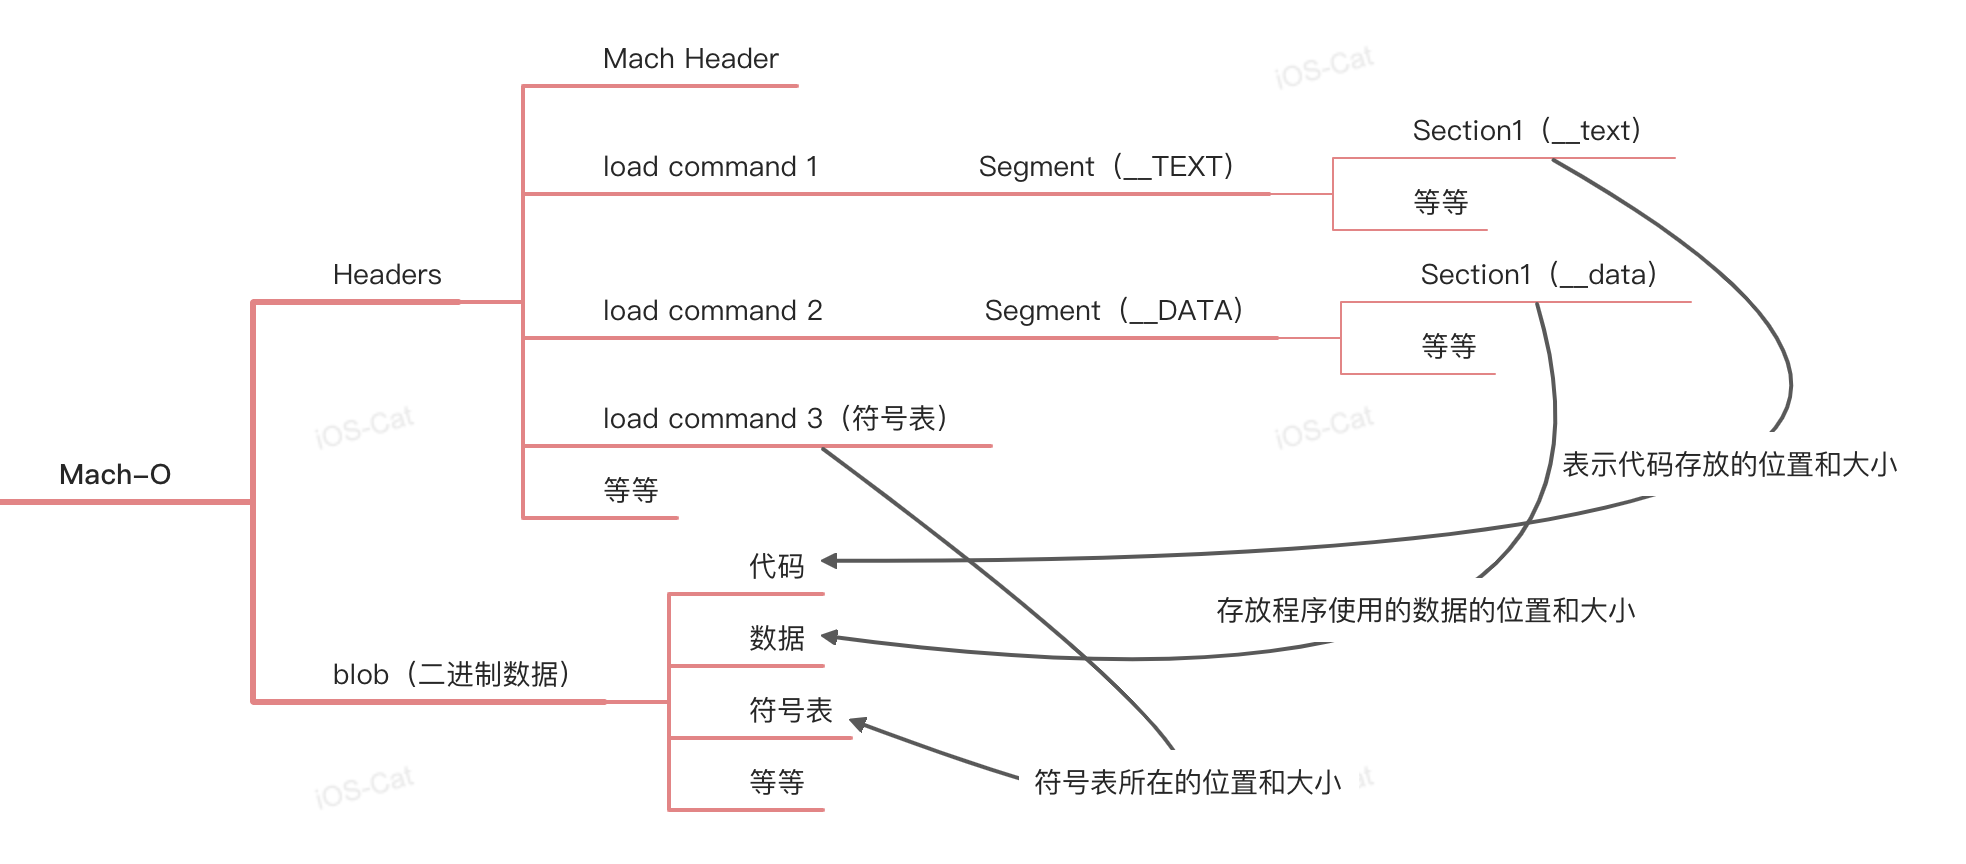 Mach Header
iOS-Cat
Section1（__text）
load command 1
Segment（__TEXT）
等等
Headers
Section1（__data）
load command 2
Segment（__DATA）
等等
load command 3（符号表）
iOS-Cat
iOS-Cat
Mach-O
表示代码存放的位置和大小
等等
代码
存放程序使用的数据的位置和大小
数据
blob（二进制数据）
符号表
iOS-Cat
等等
符号表所在的位置和大小